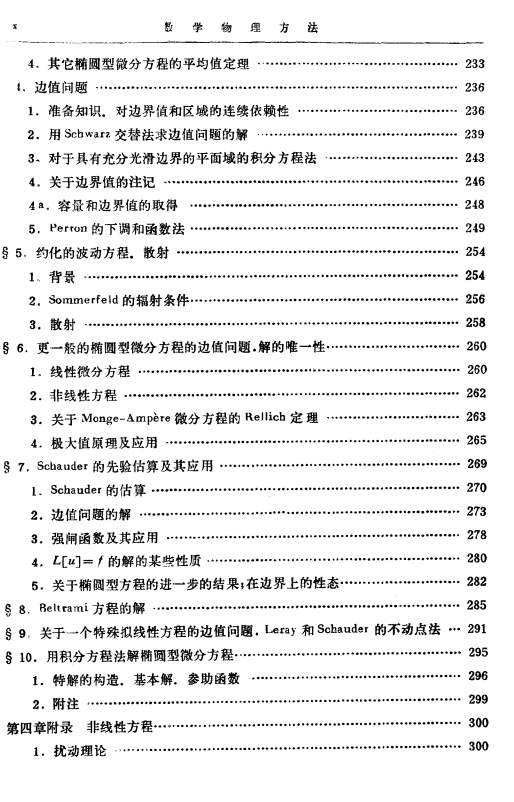 x 数学物理方法
4. 其它椭圆型微分方程的平均值定理 233
4. 边值问题 236
1. 准备知识. 对边界值和区域的连续依赖性 236
2. 用 Schwarz 交替法求边值问题的解 239
3. 对于具有充分光滑边界的平面域的积分方程法 243
4. 关于边界值的注记 246
4a. 容量和边界值的取得 248
5. Perron 的下调和函数法 249
§ 5. 约化的波动方程. 散射 254
1. 背景 254
2. Sommerfeld 的辐射条件 256
3. 散射 258
§ 6. 更一般的椭圆型微分方程的边值问题.解的唯一性 260
1. 线性微分方程 260
2. 非线性方程 262
3. 关于 Monge-Ampère 微分方程的 Rellich 定理 263
4. 极大值原理及应用 265
§ 7. Schauder 的先验估算及其应用 269
1. Schauder 的估算 270
2. 边值问题的解 273
3. 强闸函数及其应用 278
4. L[u]=f 的解的某些性质 280
5. 关于椭圆型方程的进一步的结果;在边界上的性态 282
§ 8. Beltrami 方程的解 285
§ 9. 关于一个特殊拟线性方程的边值问题. Leray 和 Schauder 的不动点法 291
§ 10. 用积分方程法解椭圆型微分方程 295
1. 特解的构造. 基本解. 参助函数 296
2. 附注 299
第四章附录 非线性方程 300
1. 扰动理论 300